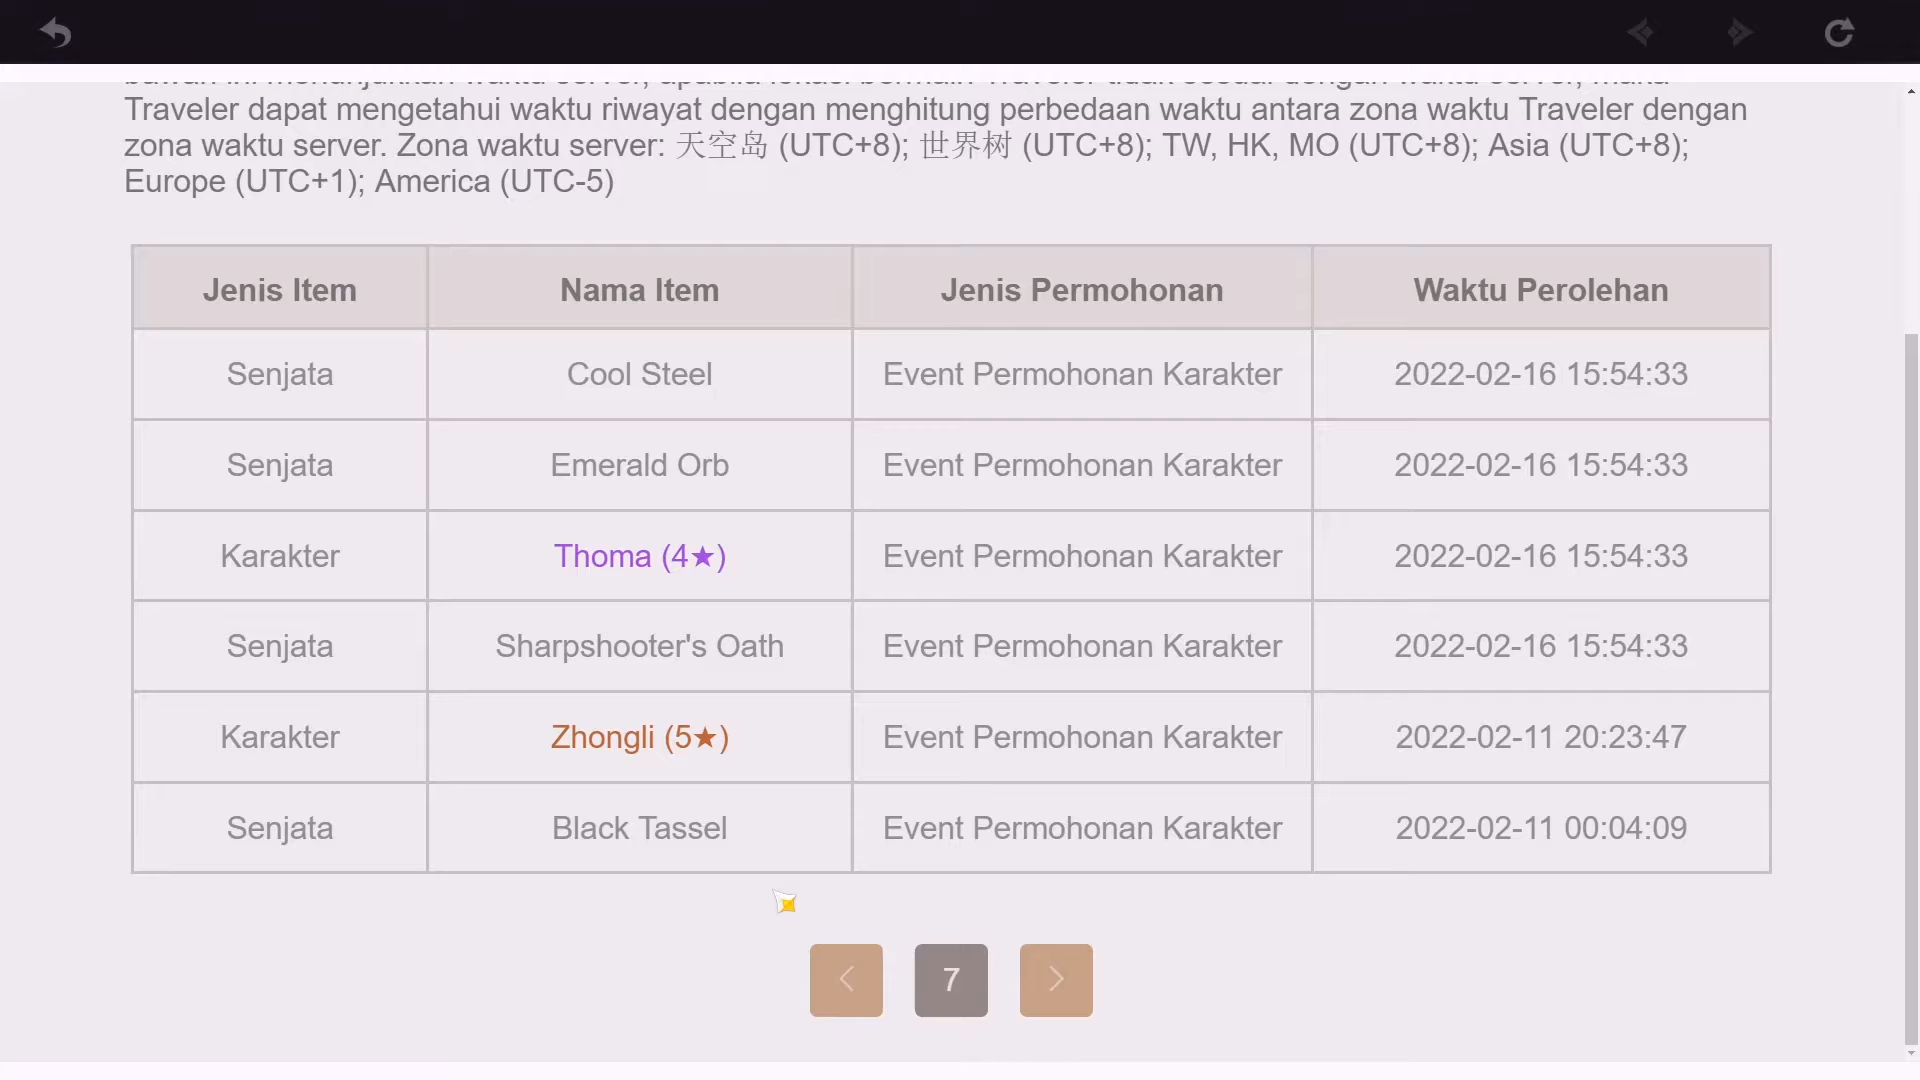 Traveler dapat mengetahui waktu riwayat dengan menghitung perbedaan waktu antara zona waktu Traveler dengan
zona waktu server. Zona waktu server: 天空岛 (UTC+8); 世界树 (UTC+8); TW, HK, MO (UTC+8); Asia (UTC+8);
Europe (UTC+1); America (UTC-5)
Jenis Item Nama Item Jenis Permohonan Waktu Perolehan
Senjata Cool Steel Event Permohonan Karakter 2022-02-16 15:54:33
Senjata Emerald Orb Event Permohonan Karakter 2022-02-16 15:54:33
Karakter Thoma (4★) Event Permohonan Karakter 2022-02-16 15:54:33
Senjata Sharpshooter's Oath Event Permohonan Karakter 2022-02-16 15:54:33
Karakter Zhongli (5★) Event Permohonan Karakter 2022-02-11 20:23:47
Senjata Black Tassel Event Permohonan Karakter 2022-02-11 00:04:09
7